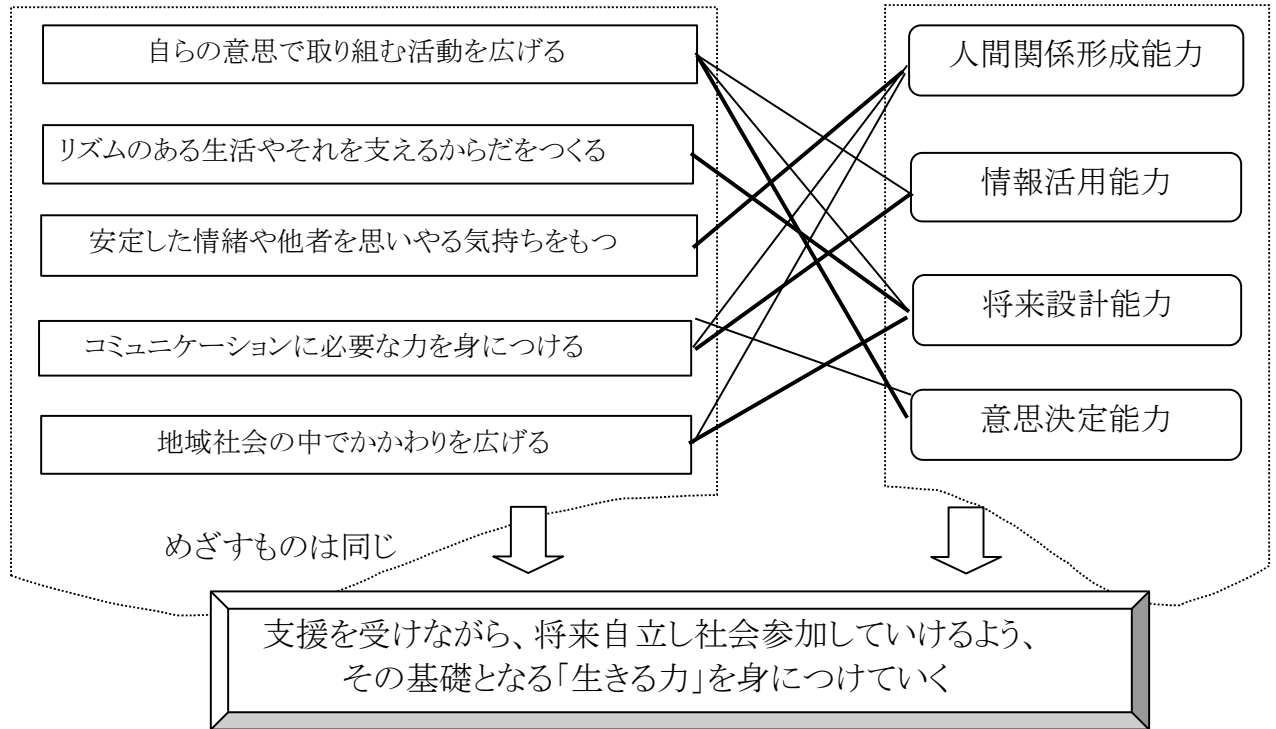 自らの意思で取り組む活動を広げる
リズムのある生活やそれを支えるからだをつくる
安定した情緒や他者を思いやる気持ちをもつ
コミュニケーションに必要な力を身につける
地域社会の中でかかわりを広げる
人間関係形成能力
情報活用能力
将来設計能力
意思決定能力
めざすものは同じ
支援を受けながら、将来自立し社会参加していけるよう、
その基礎となる「生きる力」を身につけていく